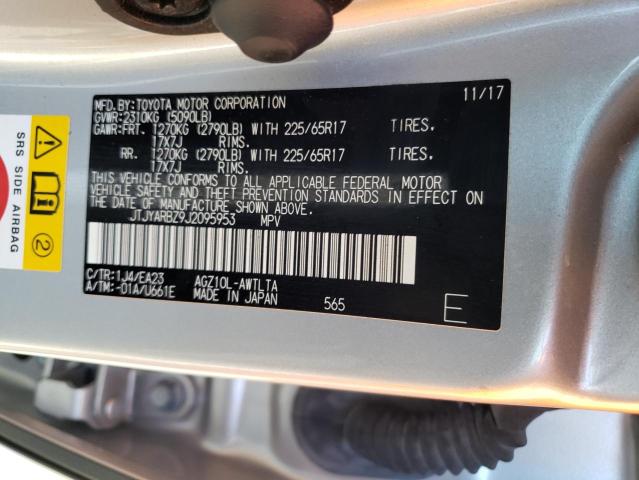 MFD.BY:TOYOTA MOTOR CORPORATION 11/17
GVWR:2310KG (5090LB)
GAWR:FRT. 1270KG (2790LB) WITH 225/65R17 TIRES.
17X7J RIMS.
RR. 1270KG (2790LB) WITH 225/65R17 TIRES.
17X7J RIMS.
THIS VEHICLE CONFORMS TO ALL APPLICABLE FEDERAL MOTOR
VEHICLE SAFETY AND THEFT PREVENTION STANDARDS IN EFFECT ON
THE DATE OF MANUFACTURE SHOWN ABOVE.
JTJYARBZ9J2095953 MPV
C/TR:1J4/EA23 AGZ10L-AWTLTA
A/TM:-01A/U661E MADE IN JAPAN 565 E
SRS SIDE AIRBAG
2